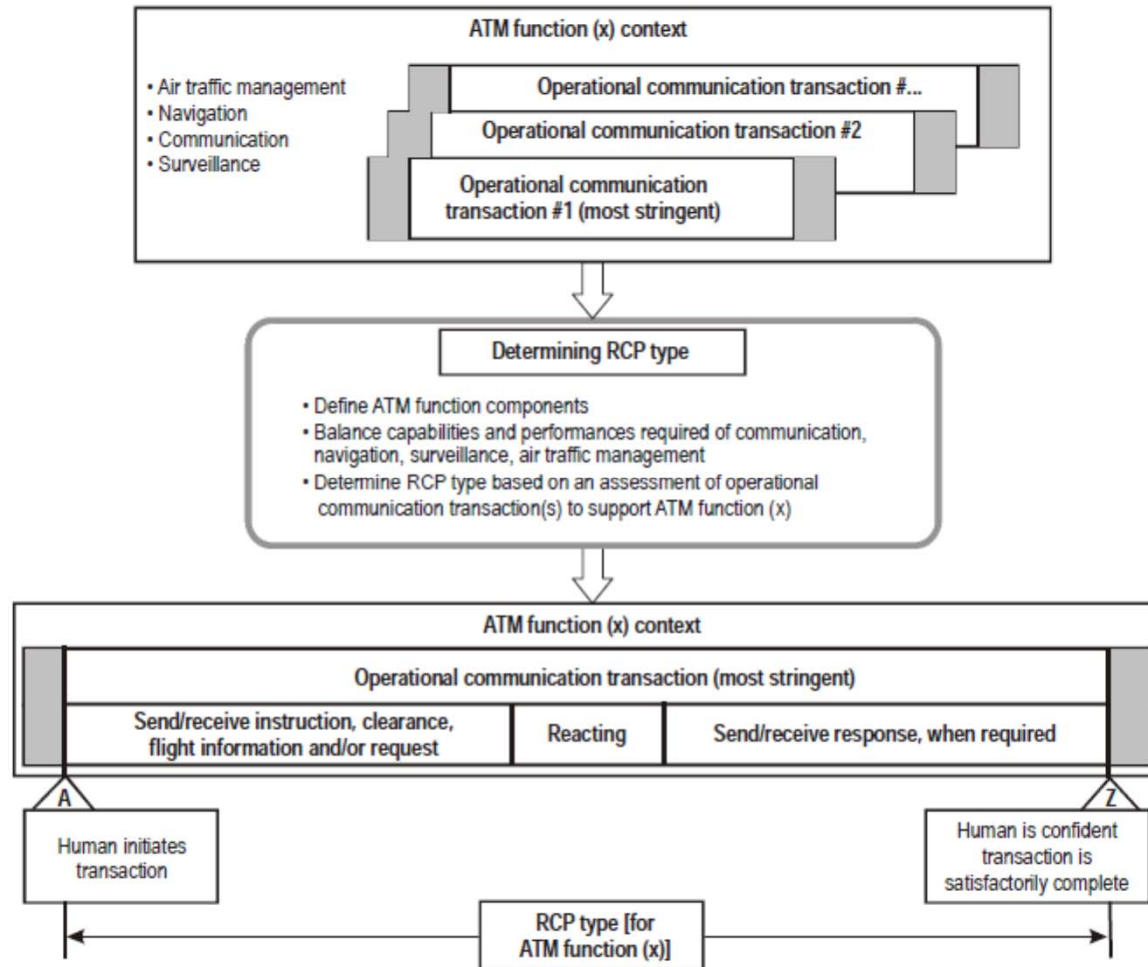 ATM function (x) context
• Air traffic management
• Navigation
• Communication
• Surveillance
Operational communication transaction #...
Operational communication transaction #2
Operational communication
transaction #1 (most stringent)
Determining RCP type
• Define ATM function components
• Balance capabilities and performances required of communication,
navigation, surveillance, air traffic management
• Determine RCP type based on an assessment of operational
communication transaction(s) to support ATM function (x)
ATM function (x) context
Operational communication transaction (most stringent)
Send/receive instruction, clearance,
flight information and/or request
Reacting
Send/receive response, when required
A
Human initiates
transaction
Z
Human is confident
transaction is
satisfactorily complete
RCP type [for
ATM function (x)]